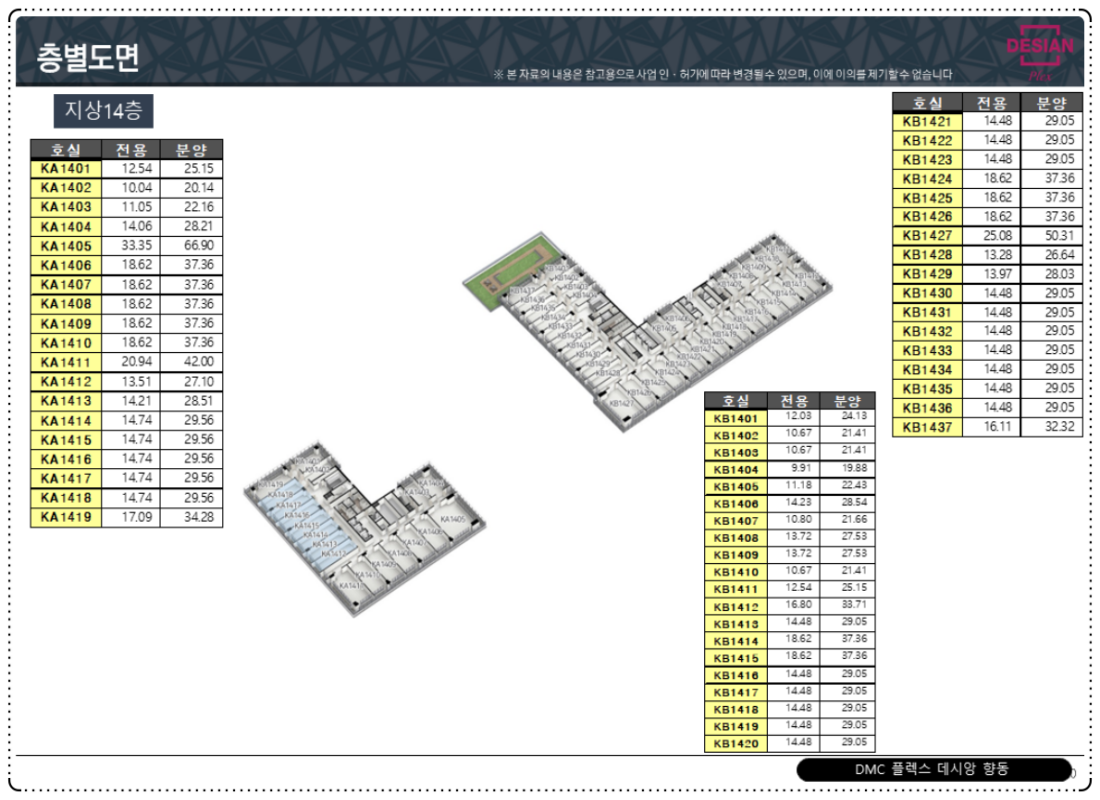 층별도면
※ 본 자료의 내용은 참고용으로 사업 인·허가에 따라 변경될 수 있으며, 이에 이의를 제기할 수 없습니다
DESIAN
Flex
지상14층
호실 전용 분양
KA1401 12.54 25.15
KA1402 10.04 20.14
KA1403 11.05 22.16
KA1404 14.06 28.21
KA1405 33.35 66.90
KA1406 18.62 37.36
KA1407 18.62 37.36
KA1408 18.62 37.36
KA1409 18.62 37.36
KA1410 18.62 37.36
KA1411 20.94 42.00
KA1412 13.51 27.10
KA1413 14.21 28.51
KA1414 14.74 29.56
KA1415 14.74 29.56
KA1416 14.74 29.56
KA1417 14.74 29.56
KA1418 14.74 29.56
KA1419 17.09 34.28
호실 전용 분양
KB1401 12.03 24.13
KB1402 10.67 21.41
KB1403 10.67 21.41
KB1404 9.91 19.88
KB1405 11.18 22.43
KB1406 14.23 28.54
KB1407 10.80 21.66
KB1408 13.72 27.53
KB1409 13.72 27.53
KB1410 10.67 21.41
KB1411 12.54 25.15
KB1412 16.80 33.71
KB1413 14.48 29.05
KB1414 18.62 37.36
KB1415 18.62 37.36
KB1416 14.48 29.05
KB1417 14.48 29.05
KB1418 14.48 29.05
KB1419 14.48 29.05
KB1420 14.48 29.05
호실 전용 분양
KB1421 14.48 29.05
KB1422 14.48 29.05
KB1423 14.48 29.05
KB1424 18.62 37.36
KB1425 18.62 37.36
KB1426 18.62 37.36
KB1427 25.08 50.31
KB1428 13.28 26.64
KB1429 13.97 28.03
KB1430 14.48 29.05
KB1431 14.48 29.05
KB1432 14.48 29.05
KB1433 14.48 29.05
KB1434 14.48 29.05
KB1435 14.48 29.05
KB1436 14.48 29.05
KB1437 16.11 32.32
DMC 플렉스 데시앙 향동